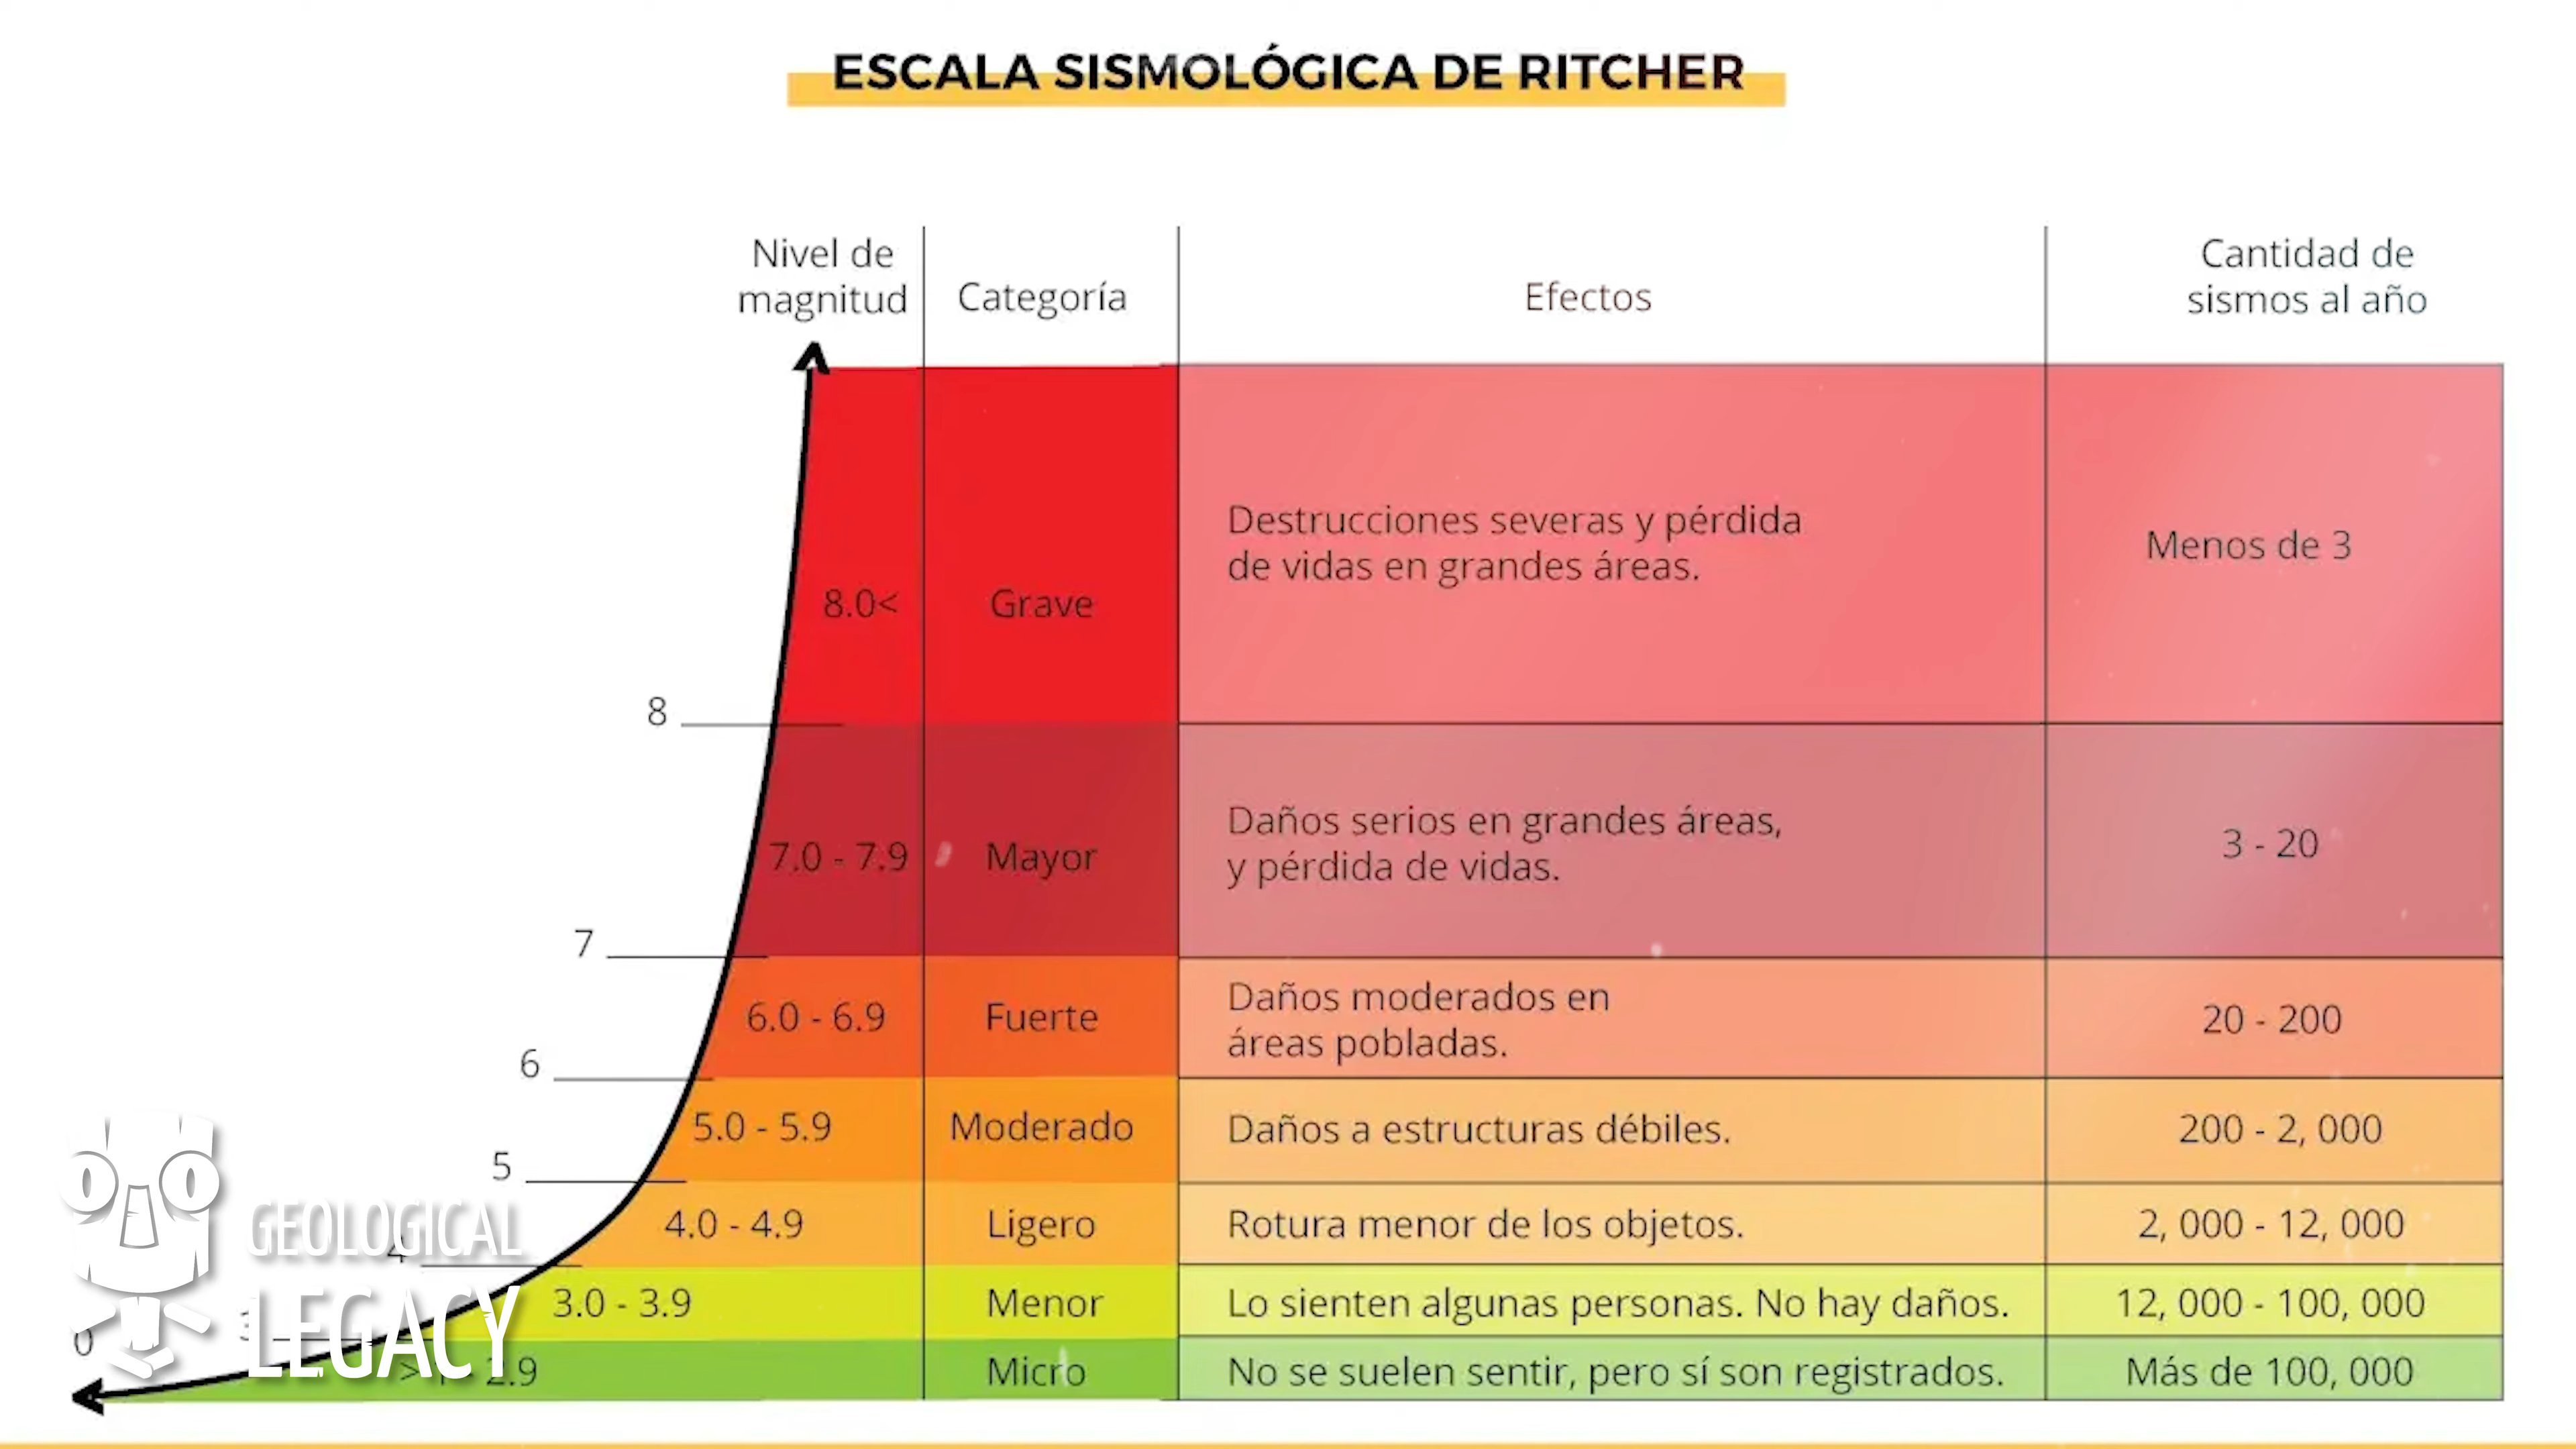 ESCALA SISMOLÓGICA DE RITCHER
Nivel de
magnitud
Categoría
Efectos
Cantidad de
sismos al año
8.0<
Grave
Destrucciones severas y pérdida
de vidas en grandes áreas.
Menos de 3
8
7.0 - 7.9
Mayor
Daños serios en grandes áreas,
y pérdida de vidas.
3 - 20
7
6.0 - 6.9
Fuerte
Daños moderados en
áreas pobladas.
20 - 200
6
5.0 - 5.9
Moderado
Daños a estructuras débiles.
200 - 2, 000
5
4.0 - 4.9
Ligero
Rotura menor de los objetos.
2, 000 - 12, 000
4
3.0 - 3.9
Menor
Lo sienten algunas personas. No hay daños.
12, 000 - 100, 000
3
2.9
Micro
No se suelen sentir, pero sí son registrados.
Más de 100, 000
0
GEOLOGICAL
LEGACY